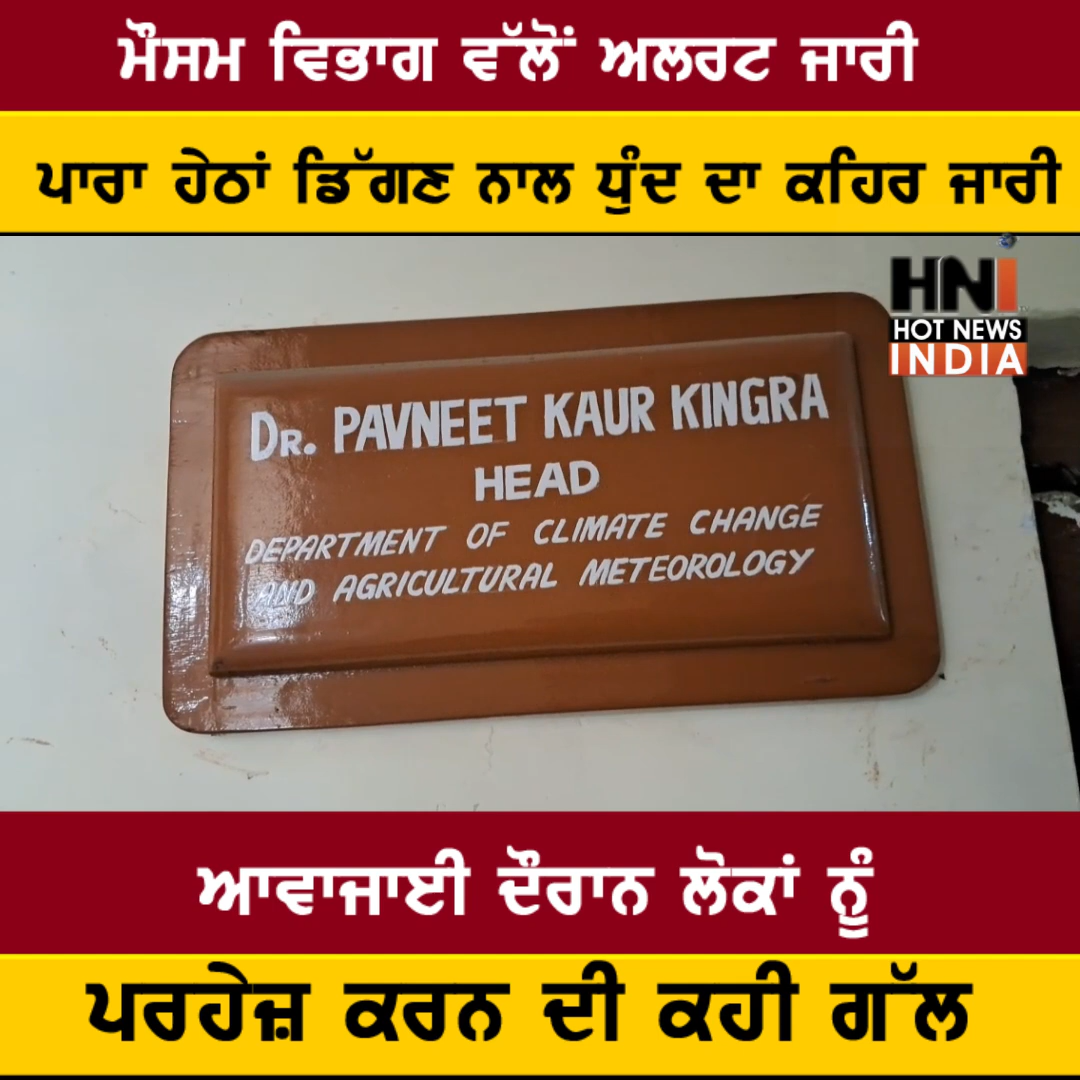 ਮੌਸਮ ਵਿਭਾਗ ਵੱਲੋਂ ਅਲਰਟ ਜਾਰੀ
ਪਾਰਾ ਹੇਠਾਂ ਡਿੱਗਣ ਨਾਲ ਧੁੰਦ ਦਾ ਕਹਿਰ ਜਾਰੀ
HNI
HOT NEWS
INDIA
DR. PAVNEET KAUR KINGRA
HEAD
DEPARTMENT OF CLIMATE CHANGE
AND AGRICULTURAL METEOROLOGY
ਆਵਾਜਾਈ ਦੌਰਾਨ ਲੋਕਾਂ ਨੂੰ
ਪਰਹੇਜ਼ ਕਰਨ ਦੀ ਕਹੀ ਗੱਲ